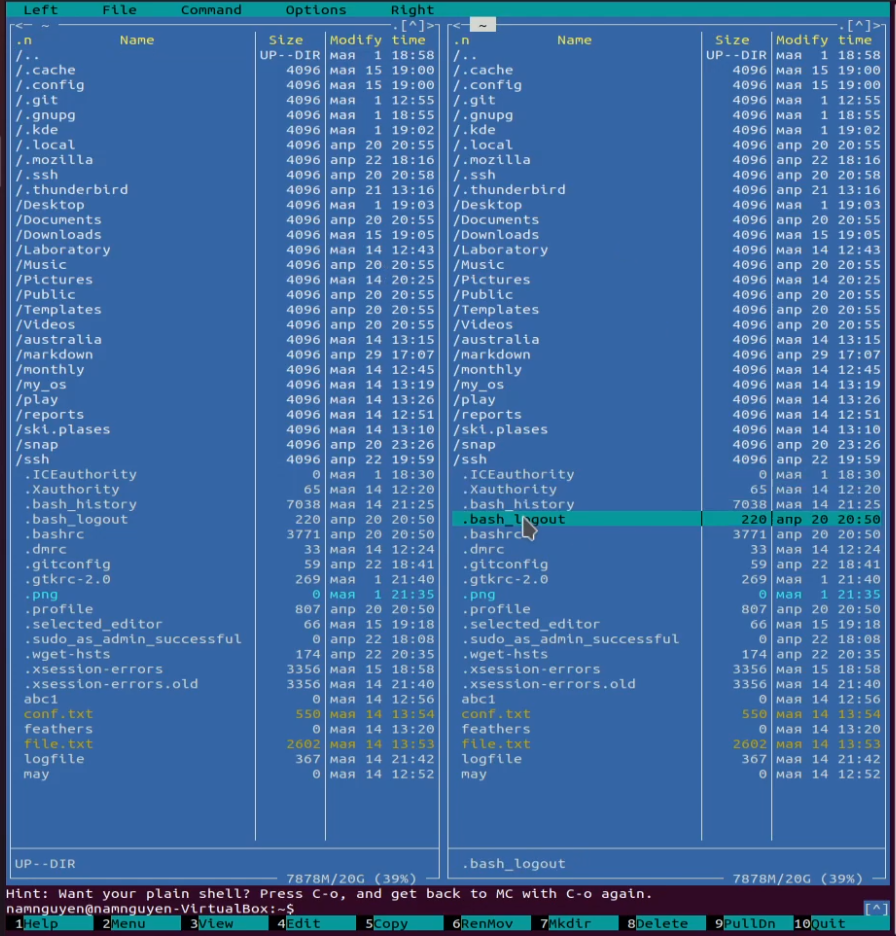 Left File Command Options Right
<─ ~ .[^]> <─ ~ .[^]>
.n Name Size Modify time .n Name Size Modify time
/.. UP--DIR мая 1 18:58 /.. UP--DIR мая 1 18:58
/.cache 4096 мая 15 19:00 /.cache 4096 мая 15 19:00
/.config 4096 мая 15 19:00 /.config 4096 мая 15 19:00
/.git 4096 мая 1 12:55 /.git 4096 мая 1 12:55
/.gnupg 4096 мая 1 18:55 /.gnupg 4096 мая 1 18:55
/.kde 4096 мая 1 19:02 /.kde 4096 мая 1 19:02
/.local 4096 апр 20 20:55 /.local 4096 апр 20 20:55
/.mozilla 4096 апр 22 18:16 /.mozilla 4096 апр 22 18:16
/.ssh 4096 апр 20 20:58 /.ssh 4096 апр 20 20:58
/.thunderbird 4096 апр 21 13:16 /.thunderbird 4096 апр 21 13:16
/Desktop 4096 мая 1 19:03 /Desktop 4096 мая 1 19:03
/Documents 4096 апр 20 20:55 /Documents 4096 апр 20 20:55
/Downloads 4096 мая 15 19:05 /Downloads 4096 мая 15 19:05
/Laboratory 4096 мая 14 12:43 /Laboratory 4096 мая 14 12:43
/Music 4096 апр 20 20:55 /Music 4096 апр 20 20:55
/Pictures 4096 мая 14 20:25 /Pictures 4096 мая 14 20:25
/Public 4096 апр 20 20:55 /Public 4096 апр 20 20:55
/Templates 4096 апр 20 20:55 /Templates 4096 апр 20 20:55
/Videos 4096 апр 20 20:55 /Videos 4096 апр 20 20:55
/australia 4096 мая 14 13:15 /australia 4096 мая 14 13:15
/markdown 4096 апр 29 17:07 /markdown 4096 апр 29 17:07
/monthly 4096 мая 14 12:45 /monthly 4096 мая 14 12:45
/my_os 4096 мая 14 13:19 /my_os 4096 мая 14 13:19
/play 4096 мая 14 13:26 /play 4096 мая 14 13:26
/reports 4096 мая 14 12:51 /reports 4096 мая 14 12:51
/ski.plases 4096 мая 14 13:10 /ski.plases 4096 мая 14 13:10
/snap 4096 апр 20 23:26 /snap 4096 апр 20 23:26
/ssh 4096 апр 22 19:59 /ssh 4096 апр 22 19:59
.ICEauthority 0 мая 1 18:30 .ICEauthority 0 мая 1 18:30
.Xauthority 65 мая 14 12:20 .Xauthority 65 мая 14 12:20
.bash_history 7038 мая 14 21:25 .bash_history 7038 мая 14 21:25
.bash_logout 220 апр 20 20:50 .bash_logout 220 апр 20 20:50
.bashrc 3771 апр 20 20:50 .bashrc 3771 апр 20 20:50
.dmrc 33 мая 14 12:24 .dmrc 33 мая 14 12:24
.gitconfig 59 апр 22 18:41 .gitconfig 59 апр 22 18:41
.gtkrc-2.0 269 мая 1 21:40 .gtkrc-2.0 269 мая 1 21:40
.png 0 мая 1 21:35 .png 0 мая 1 21:35
.profile 807 апр 20 20:50 .profile 807 апр 20 20:50
.selected_editor 66 мая 15 19:18 .selected_editor 66 мая 15 19:18
.sudo_as_admin_successful 0 апр 22 18:08 .sudo_as_admin_successful 0 апр 22 18:08
.wget-hsts 174 апр 22 20:35 .wget-hsts 174 апр 22 20:35
.xsession-errors 3356 мая 15 18:58 .xsession-errors 3356 мая 15 18:58
.xsession-errors.old 3356 мая 14 21:40 .xsession-errors.old 3356 мая 14 21:40
abc1 0 мая 14 12:56 abc1 0 мая 14 12:56
conf.txt 550 мая 14 13:54 conf.txt 550 мая 14 13:54
feathers 0 мая 14 13:20 feathers 0 мая 14 13:20
file.txt 2602 мая 14 13:53 file.txt 2602 мая 14 13:53
logfile 367 мая 14 21:42 logfile 367 мая 14 21:42
may 0 мая 14 12:52 may 0 мая 14 12:52
UP--DIR .bash_logout
7878M/20G (39%) 7878M/20G (39%)
Hint: Want your plain shell? Press C-o, and get back to MC with C-o again.
namnguyen@namnguyen-VirtualBox:~$ [^]
1Help 2Menu 3View 4Edit 5Copy 6RenMov 7Mkdir 8Delete 9PullDn 10Quit